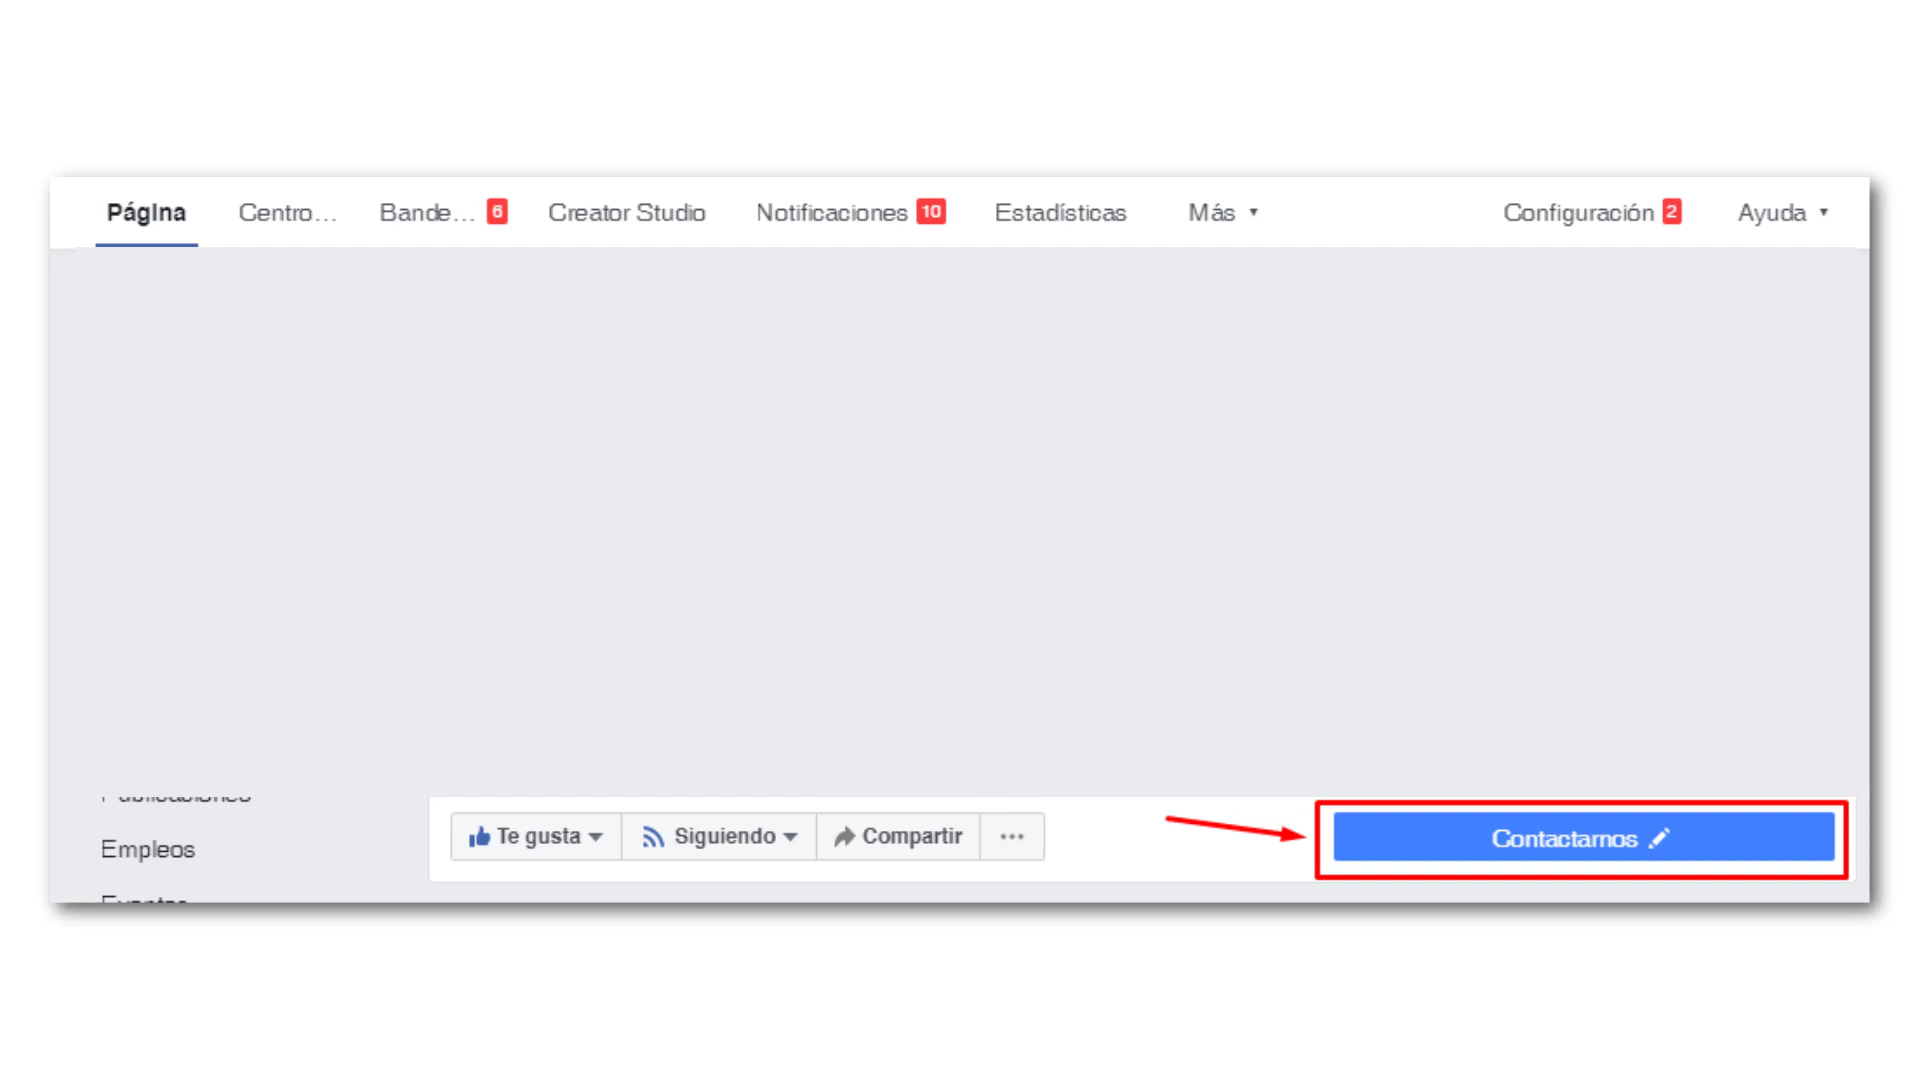 Página Centro... Bande... 6 Creator Studio Notificaciones 10 Estadísticas Más Configuración 2 Ayuda
Te gusta Siguiendo Compartir ... Contactarnos
Empleos